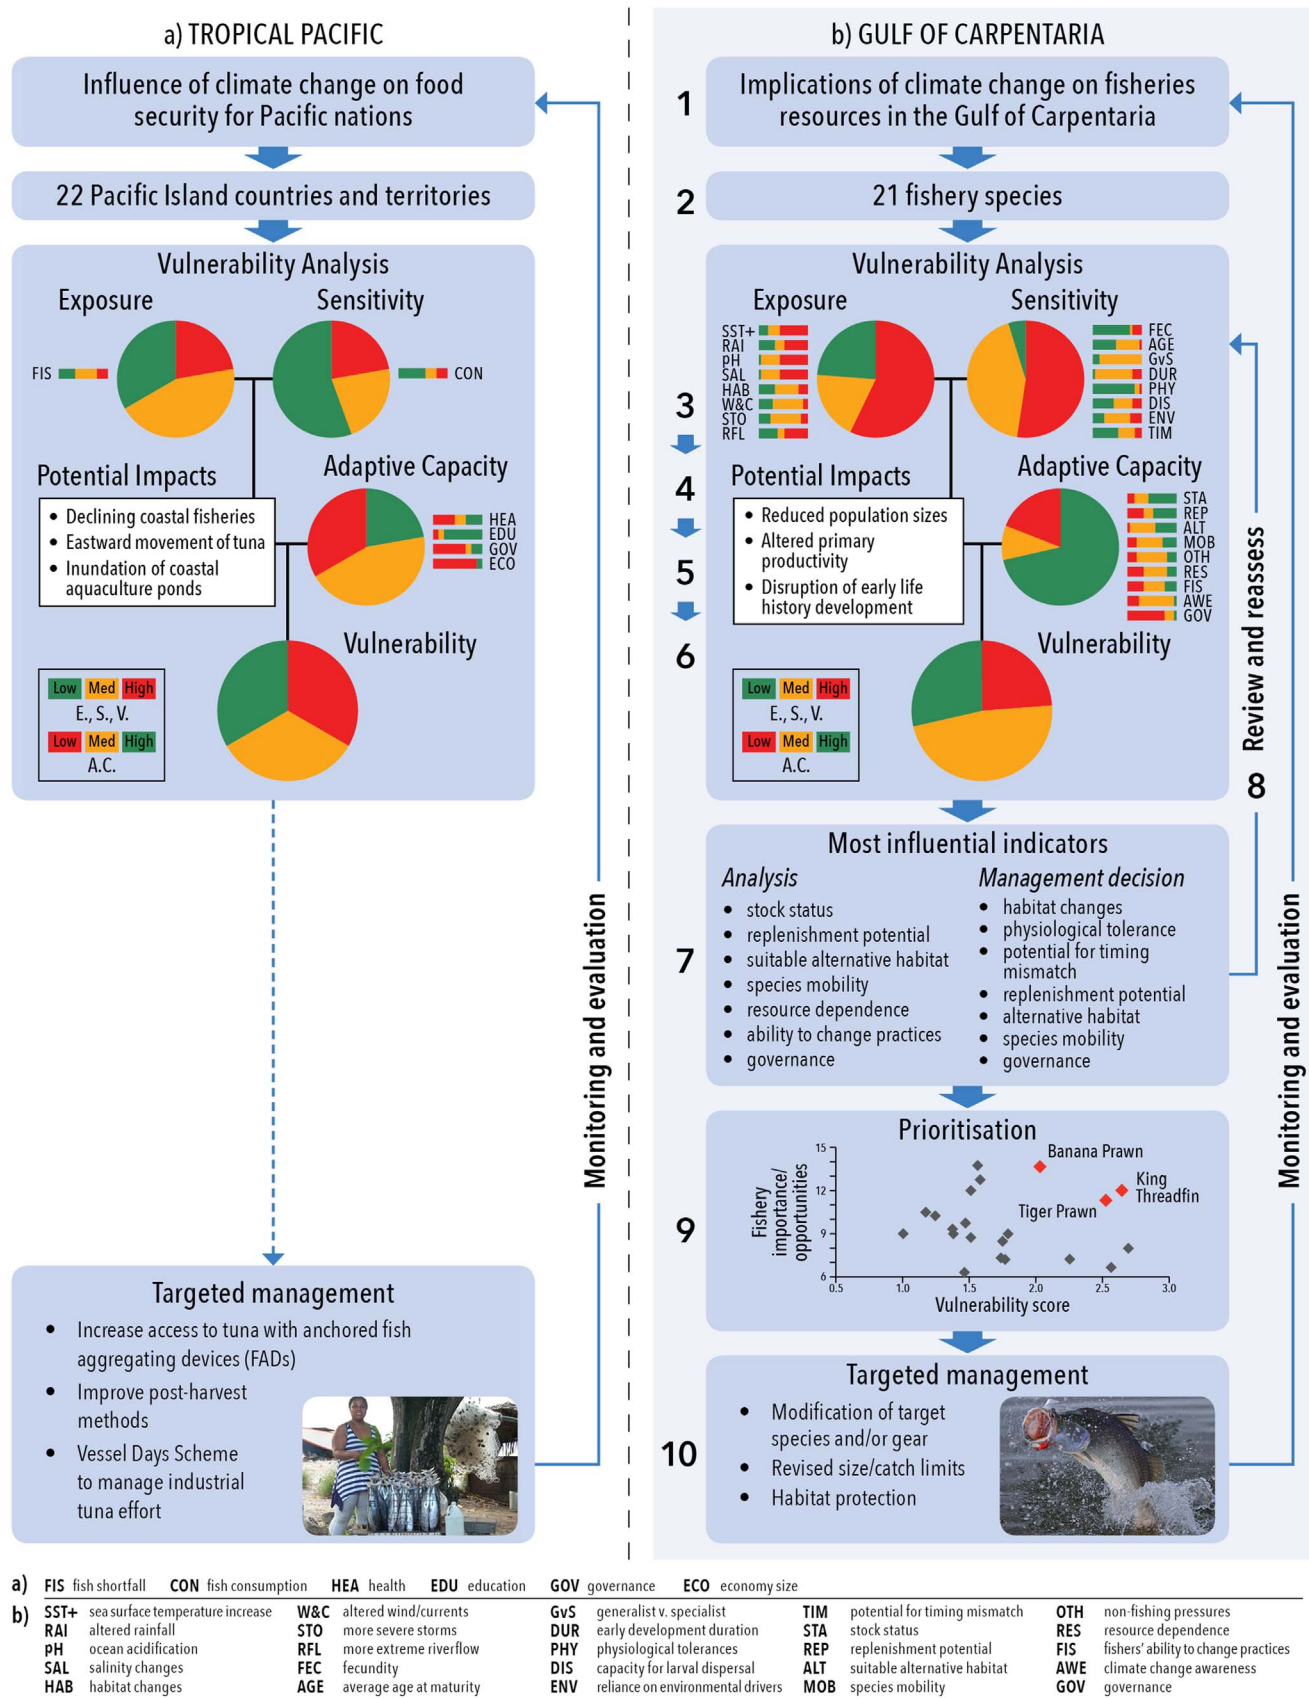 a) TROPICAL PACIFIC
Influence of climate change on food
security for Pacific nations
22 Pacific Island countries and territories
Vulnerability Analysis
Exposure
Sensitivity
FIS
CON
Potential Impacts
• Declining coastal fisheries
• Eastward movement of tuna
• Inundation of coastal
aquaculture ponds
Adaptive Capacity
HEA
EDU
GOV
ECO
Vulnerability
Low Med High
E., S., V.
Low Med High
A.C.
Targeted management
• Increase access to tuna with anchored fish
aggregating devices (FADs)
• Improve post-harvest
methods
• Vessel Days Scheme
to manage industrial
tuna effort
Monitoring and evaluation
b) GULF OF CARPENTARIA
1
Implications of climate change on fisheries
resources in the Gulf of Carpentaria
2
21 fishery species
Vulnerability Analysis
Exposure
Sensitivity
SST+
RAI
pH
SAL
HAB
W&C
STO
RFL
FEC
AGE
GvS
DUR
PHY
DIS
ENV
TIM
3
4
5
6
Potential Impacts
• Reduced population sizes
• Altered primary
productivity
• Disruption of early life
history development
Adaptive Capacity
STA
REP
ALT
MOB
OTH
RES
FIS
AWE
GOV
Vulnerability
Low Med High
E., S., V.
Low Med High
A.C.
Review and reassess
8
7
Most influential indicators
Analysis
• stock status
• replenishment potential
• suitable alternative habitat
• species mobility
• resource dependence
• ability to change practices
• governance
Management decision
• habitat changes
• physiological tolerance
• potential for timing
mismatch
• replenishment potential
• alternative habitat
• species mobility
• governance
9
Prioritisation
Fishery
importance/
opportunities
15
12
9
6
0.5 1.0 1.5 2.0 2.5 3.0
Vulnerability score
Banana Prawn
King
Threadfin
Tiger Prawn
10
Targeted management
• Modification of target
species and/or gear
• Revised size/catch limits
• Habitat protection
Monitoring and evaluation
a) FIS fish shortfall CON fish consumption HEA health EDU education GOV governance ECO economy size
b) SST+ sea surface temperature increase W&C altered wind/currents GvS generalist v. specialist TIM potential for timing mismatch OTH non-fishing pressures
RAI altered rainfall STO more severe storms DUR early development duration STA stock status RES resource dependence
pH ocean acidification RFL more extreme riverflow PHY physiological tolerances REP replenishment potential FIS fishers' ability to change practices
SAL salinity changes FEC fecundity DIS capacity for larval dispersal ALT suitable alternative habitat AWE climate change awareness
HAB habitat changes AGE average age at maturity ENV reliance on environmental drivers MOB species mobility GOV governance